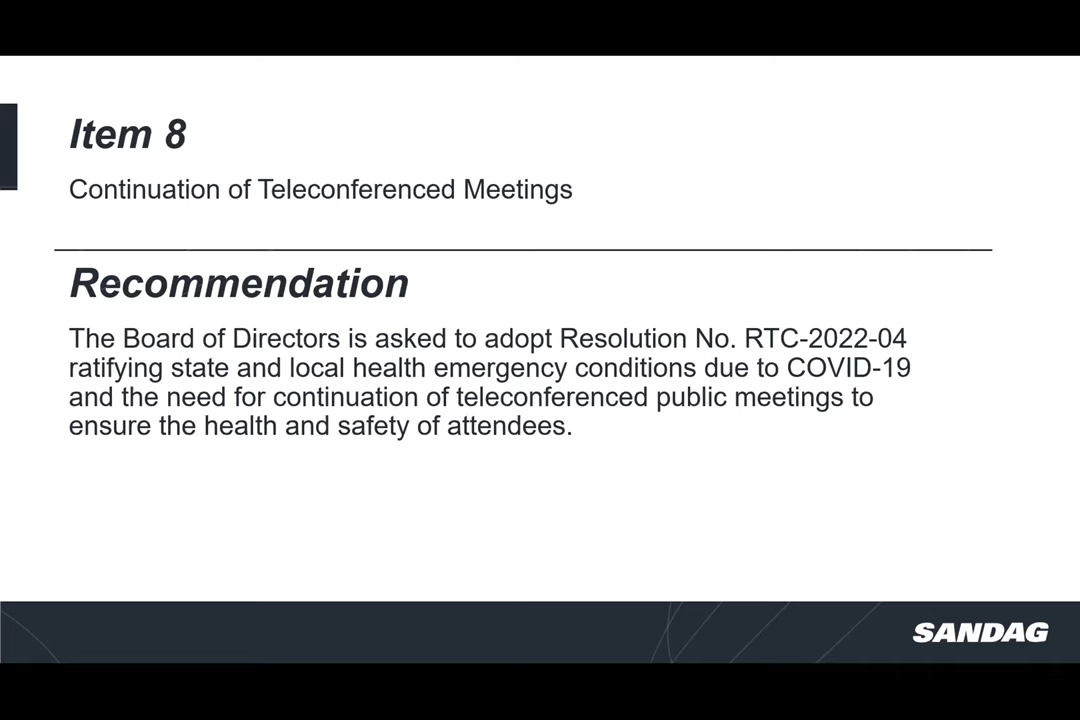 Item 8
Continuation of Teleconferenced Meetings
Recommendation
The Board of Directors is asked to adopt Resolution No. RTC-2022-04
ratifying state and local health emergency conditions due to COVID-19
and the need for continuation of teleconferenced public meetings to
ensure the health and safety of attendees.
SANDAG